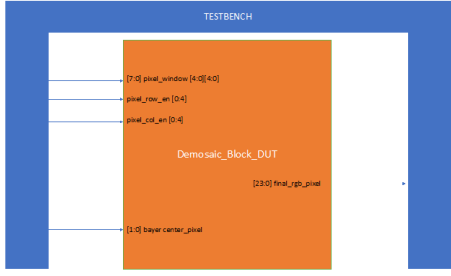 TESTBENCH
[7:0] pixel_window [4:0][4:0]
pixel_row_en [0:4]
pixel_col_en [0:4]
Demosaic_Block_DUT
[23:0] final_rgb_pixel
[1:0] bayer center_pixel